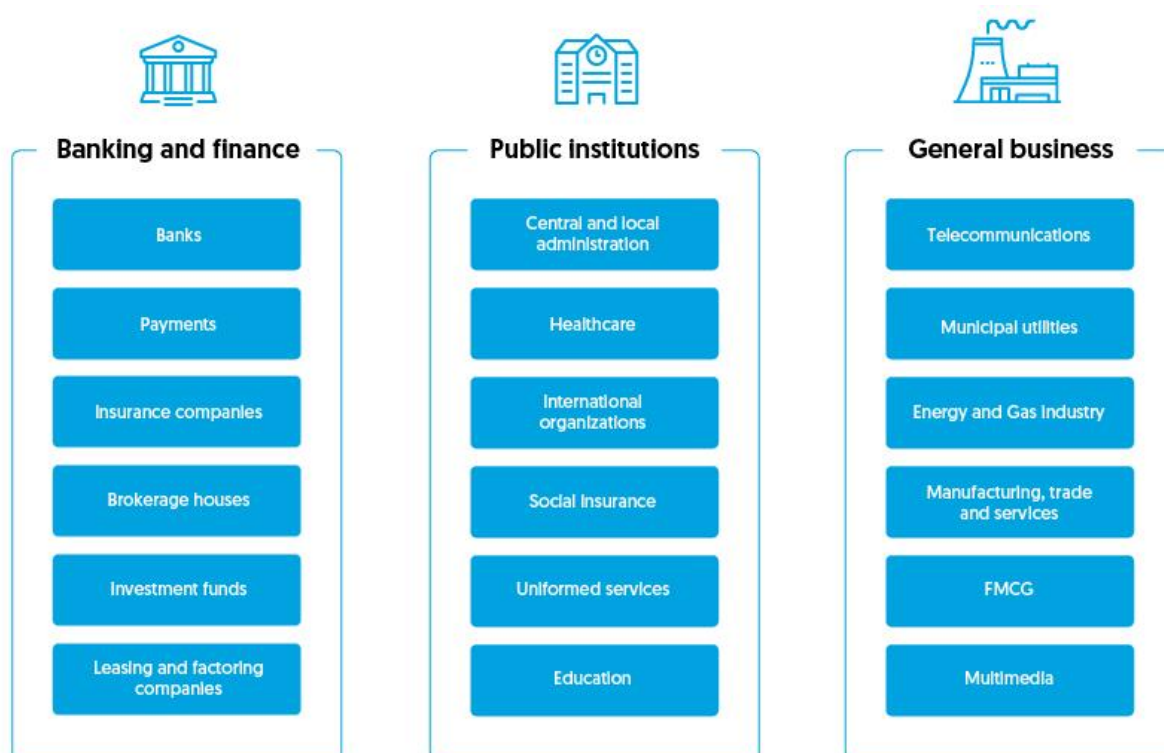 Banking and finance
Banks
Payments
Insurance companies
Brokerage houses
Investment funds
Leasing and factoring
companies
Public institutions
Central and local
administration
Healthcare
International
organizations
Social insurance
Uniformed services
Education
General business
Telecommunications
Municipal utilities
Energy and Gas Industry
Manufacturing, trade
and services
FMCG
Multimedia